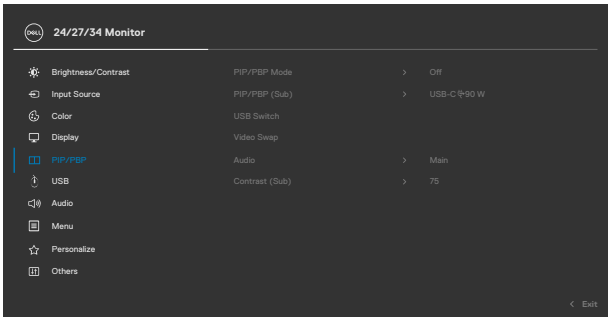 DELL
24/27/34 Monitor
Brightness/Contrast PIP/PBP Mode > Off
Input Source PIP/PBP (Sub) > USB-C 90 W
Color USB Switch
Display Video Swap
PIP/PBP Audio > Main
USB Contrast (Sub) > 75
Audio
Menu
Personalize
Others
< Exit